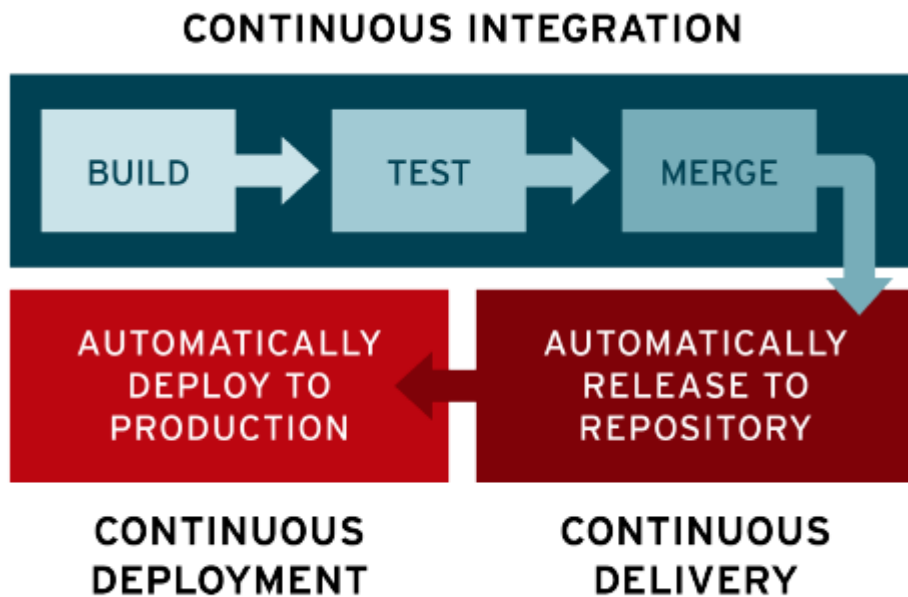 CONTINUOUS INTEGRATION
BUILD
TEST
MERGE
AUTOMATICALLY
DEPLOY TO
PRODUCTION
AUTOMATICALLY
RELEASE TO
REPOSITORY
CONTINUOUS
DEPLOYMENT
CONTINUOUS
DELIVERY